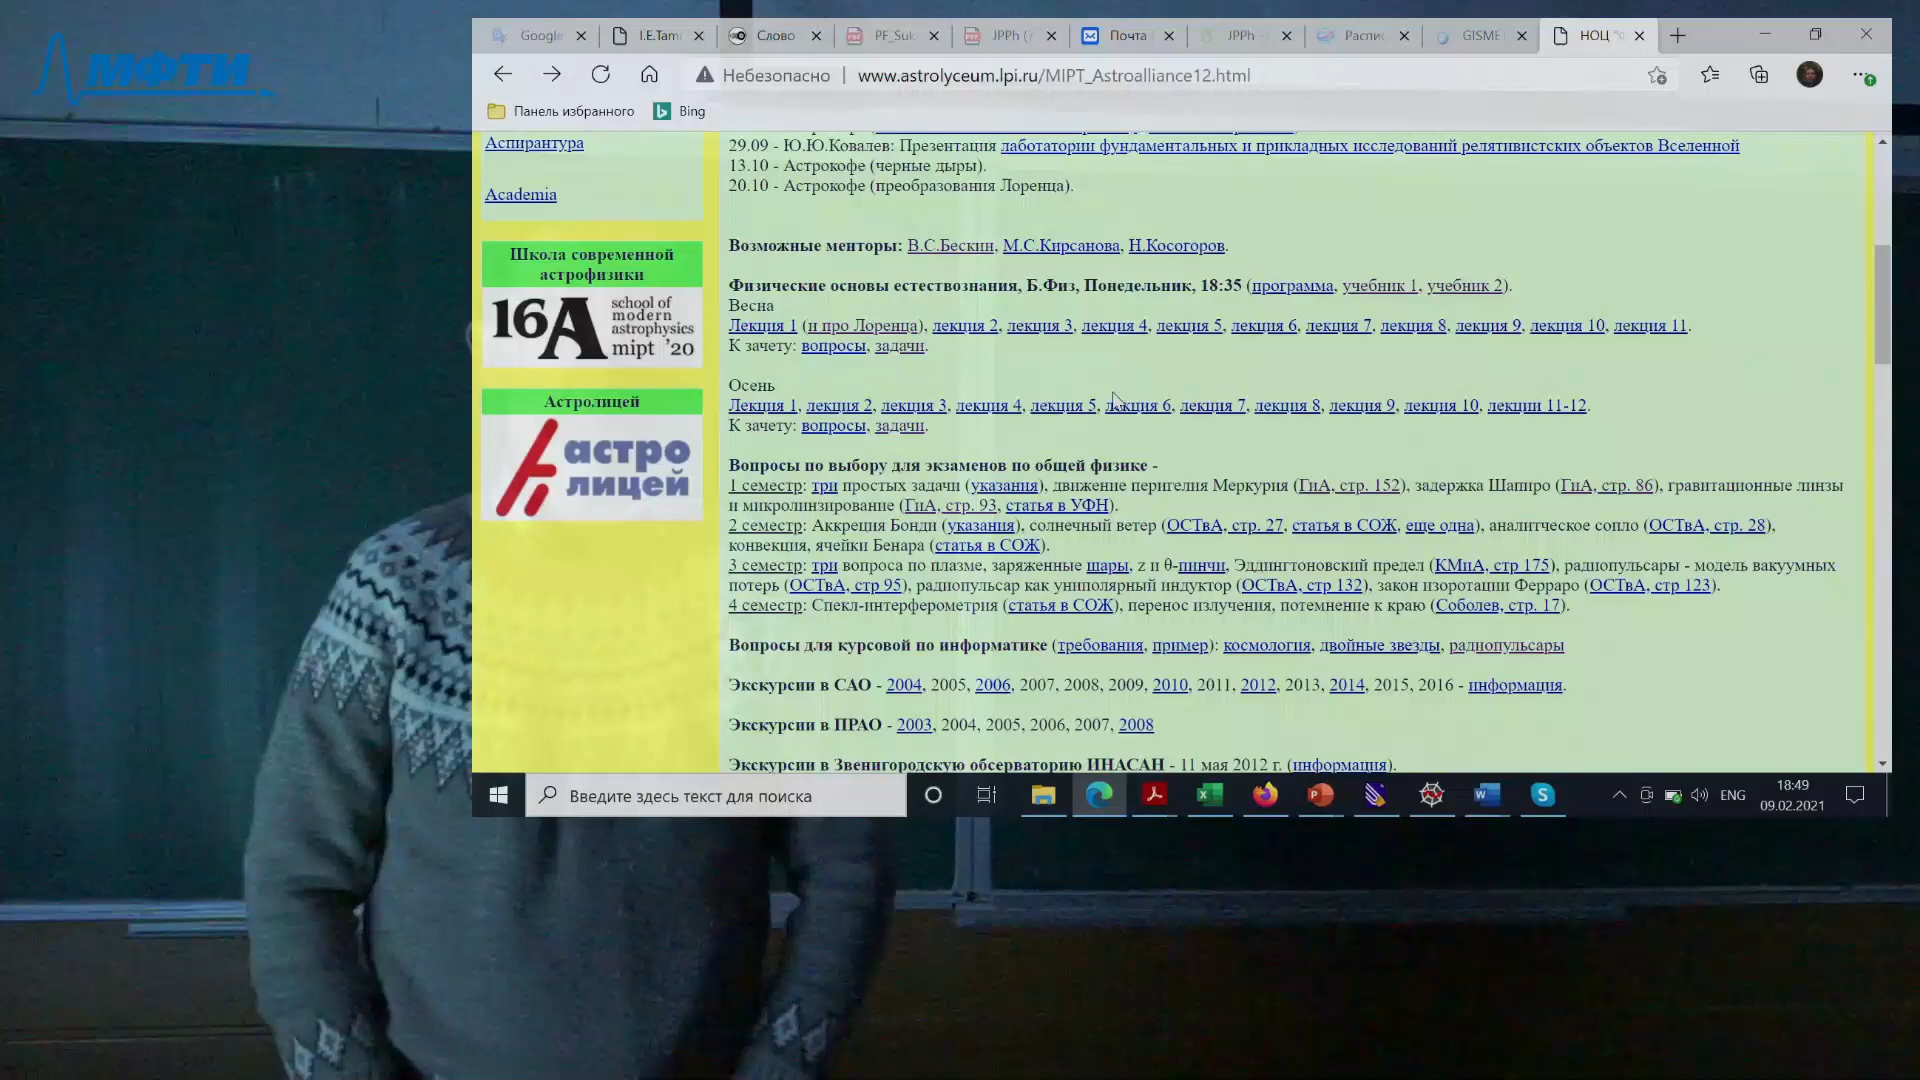 МФТИ
Google
I.E.Tam
Слово
PF_Suk
JPPh (
Почта
JPPh -
Распис
GISME
НОЦ "
Небезопасно
www.astrolyceum.lpi.ru/MIPT_Astroalliance12.html
Панель избранного
Bing
Аспирантура
Academia
Школа современной
астрофизики
16A school of
modern
astrophysics
mipt '20
Астролицей
астро
лицей
29.09 - Ю.Ю.Ковалев: Презентация лаботатории фундаментальных и прикладных исследований релятивистских объектов Вселенной
13.10 - Астрокофе (черные дыры).
20.10 - Астрокофе (преобразования Лоренца).
Возможные менторы: В.С.Бескин, М.С.Кирсанова, Н.Косогоров.
Физические основы естествознания, Б.Физ, Понедельник, 18:35 (программа, учебник 1, учебник 2).
Весна
Лекция 1 (и про Лоренца), лекция 2, лекция 3, лекция 4, лекция 5, лекция 6, лекция 7, лекция 8, лекция 9, лекция 10, лекция 11.
К зачету: вопросы, задачи.
Осень
Лекция 1, лекция 2, лекция 3, лекция 4, лекция 5, лекция 6, лекция 7, лекция 8, лекция 9, лекция 10, лекции 11-12.
К зачету: вопросы, задачи.
Вопросы по выбору для экзаменов по общей физике -
1 семестр: три простых задачи (указания), движение перигелия Меркурия (ГиА, стр. 152), задержка Шапиро (ГиА, стр. 86), гравитационные линзы
и микролинзирование (ГиА, стр. 93, статья в УФН).
2 семестр: Аккреция Бонди (указания), солнечный ветер (ОСТвА, стр. 27, статья в СОЖ, еще одна), аналитческое сопло (ОСТвА, стр. 28),
конвекция, ячейки Бенара (статья в СОЖ).
3 семестр: три вопроса по плазме, заряженные шары, z и θ-пинчи, Эддингтоновский предел (КМпА, стр 175), радиопульсары - модель вакуумных
потерь (ОСТвА, стр 95), радиопульсар как униполярный индуктор (ОСТвА, стр 132), закон изоротации Ферраро (ОСТвА, стр 123).
4 семестр: Спекл-интерферометрия (статья в СОЖ), перенос излучения, потемнение к краю (Соболев, стр. 17).
Вопросы для курсовой по информатике (требования, пример): космология, двойные звезды, радиопульсары
Экскурсии в САО - 2004, 2005, 2006, 2007, 2008, 2009, 2010, 2011, 2012, 2013, 2014, 2015, 2016 - информация.
Экскурсии в ПРАО - 2003, 2004, 2005, 2006, 2007, 2008
Экскурсии в Звенигородскую обсерваторию ИНАСАН - 11 мая 2012 г. (информация).
Введите здесь текст для поиска
ENG
18:49
09.02.2021